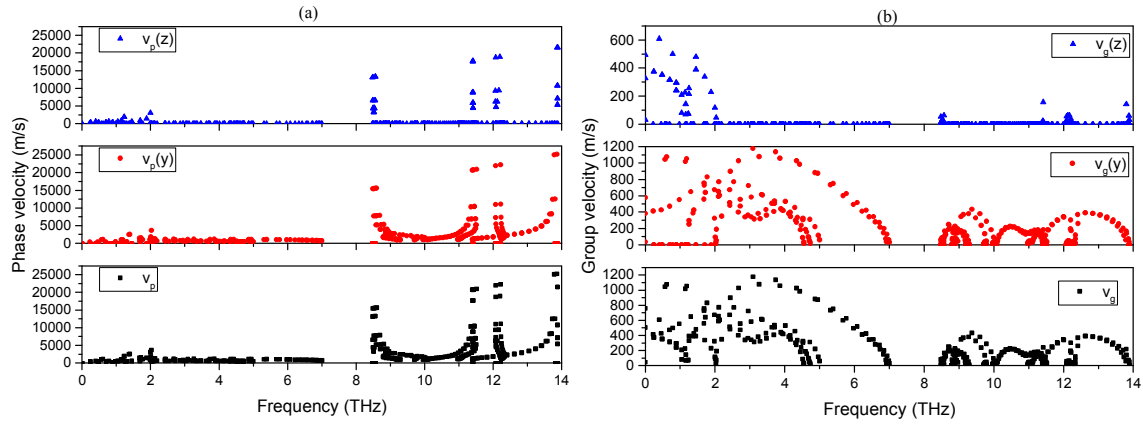 (a)
v_p(z)
25000
20000
15000
10000
5000
0
v_p(y)
25000
20000
15000
10000
5000
0
v_p
25000
20000
15000
10000
5000
0
0 2 4 6 8 10 12 14
Phase velocity (m/s)
Frequency (THz)
(b)
v_g(z)
600
400
200
0
v_g(y)
1200
1000
800
600
400
200
0
v_g
1200
1000
800
600
400
200
0
0 2 4 6 8 10 12 14
Group velocity (m/s)
Frequency (THz)